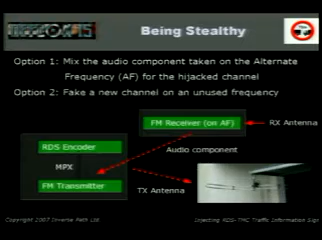 Being Stealthy
Option 1: Mix the audio component taken on the Alternate
Frequency (AF) for the hijacked channel
Option 2: Fake a new channel on an unused frequency
FM Receiver (on AF)
RX Antenna
RDS Encoder
Audio component
MPX
FM Transmitter
TX Antenna
Copyright 2007 Inverse Path Ltd
Injecting RDS-TMC Traffic Information Sign